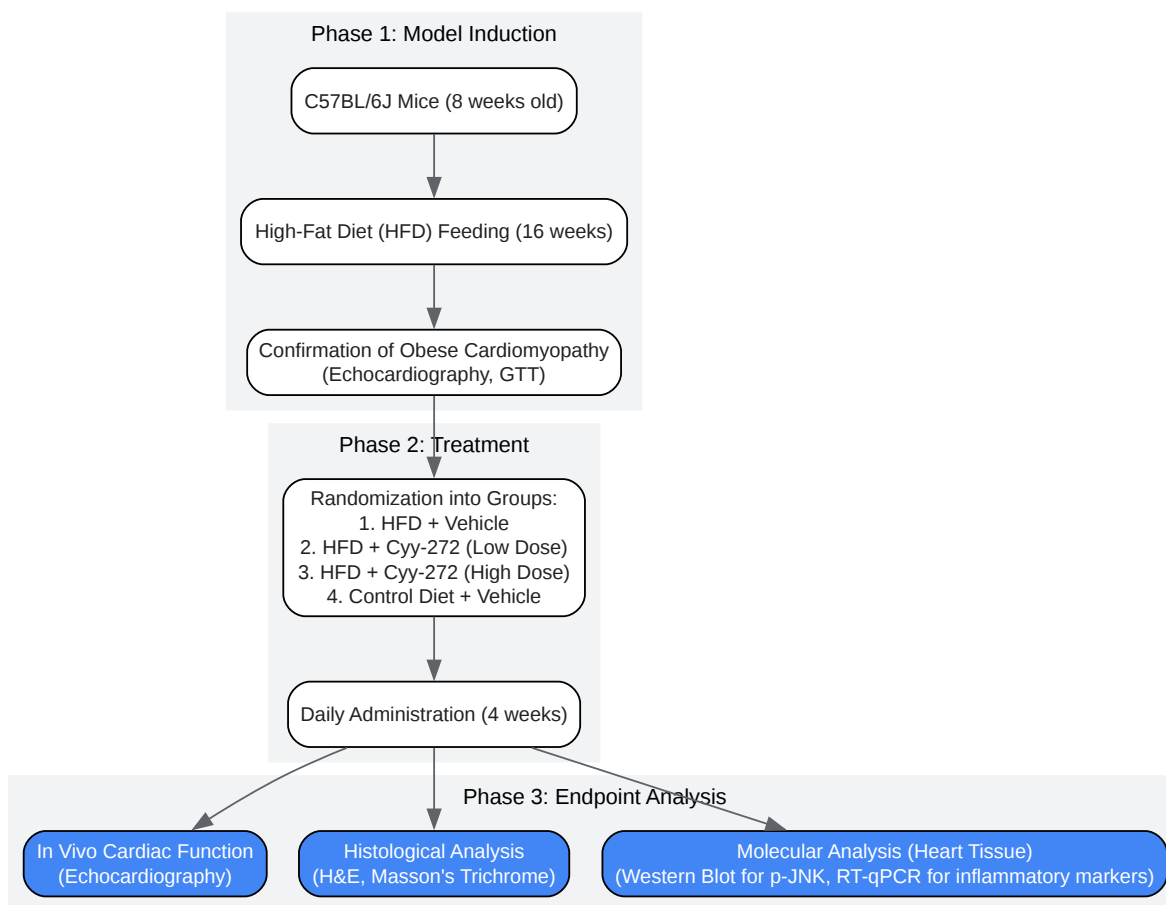 Phase 1: Model Induction
C57BL/6J Mice (8 weeks old)
High-Fat Diet (HFD) Feeding (16 weeks)
Confirmation of Obese Cardiomyopathy
(Echocardiography, GTT)
Phase 2: Treatment
Randomization into Groups:
1. HFD + Vehicle
2. HFD + Cyy-272 (Low Dose)
3. HFD + Cyy-272 (High Dose)
4. Control Diet + Vehicle
Daily Administration (4 weeks)
Phase 3: Endpoint Analysis
In Vivo Cardiac Function
(Echocardiography)
Histological Analysis
(H&E, Masson's Trichrome)
Molecular Analysis (Heart Tissue)
(Western Blot for p-JNK, RT-qPCR for inflammatory markers)